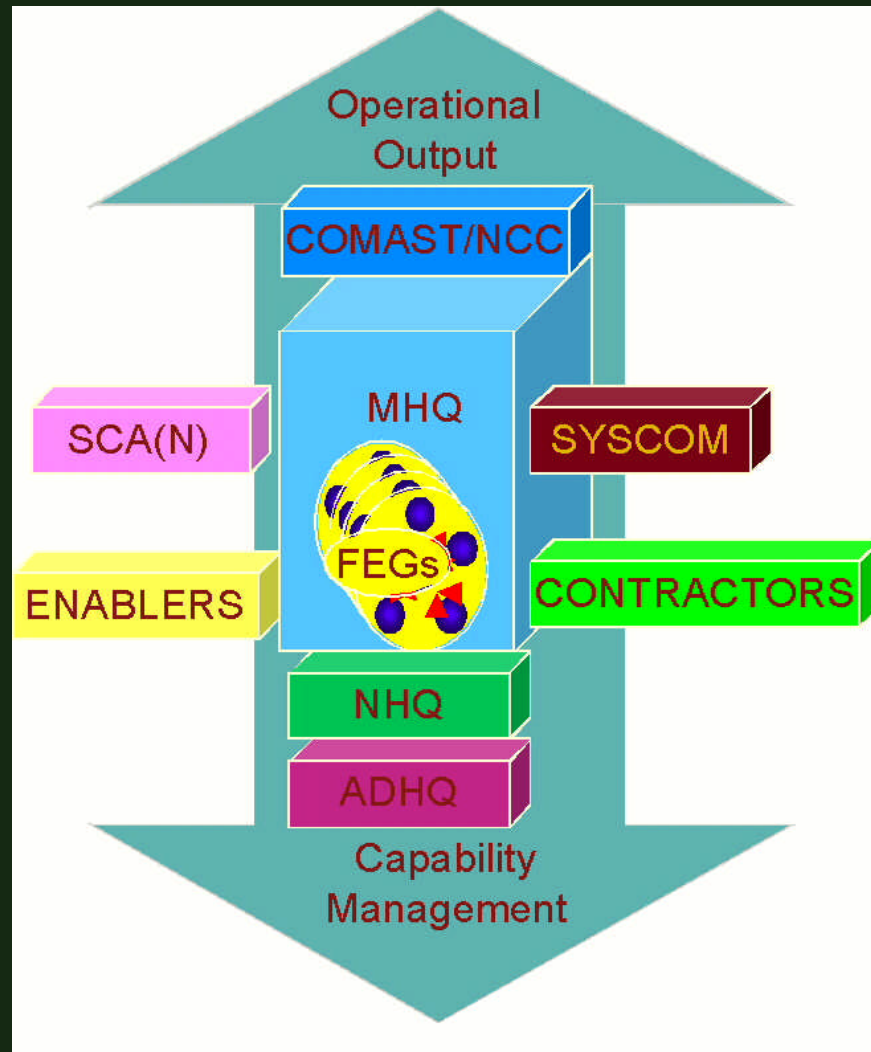 Operational
Output
COMAST/NCC
MHQ
SCA(N)
SYSCOM
FEGs
ENABLERS
CONTRACTORS
NHQ
ADHQ
Capability
Management